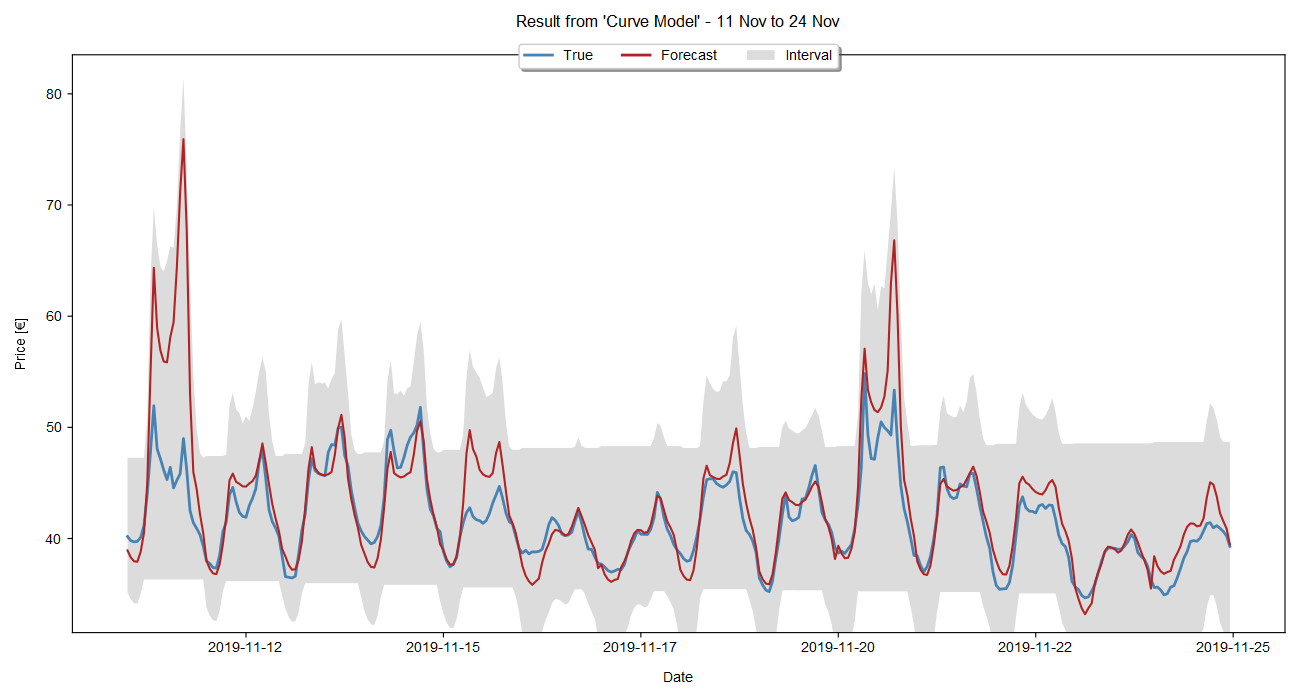 Result from 'Curve Model' - 11 Nov to 24 Nov
True Forecast Interval
80
70
60
50
40
Price [€]
2019-11-12 2019-11-15 2019-11-17 2019-11-20 2019-11-22 2019-11-25
Date